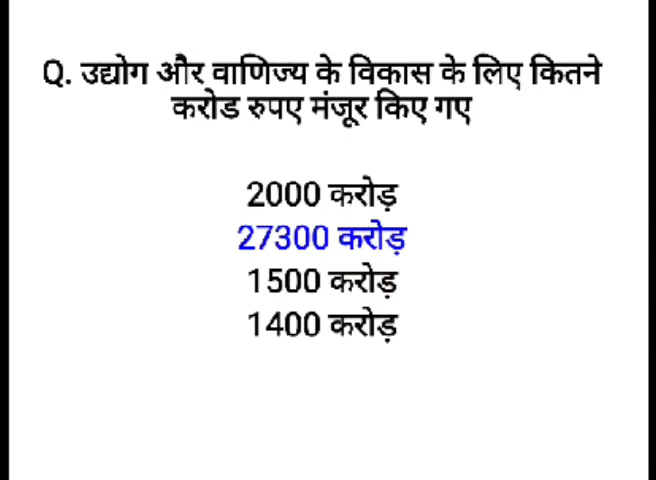 Q. उद्योग और वाणिज्य के विकास के लिए कितने
करोड रुपए मंजूर किए गए
2000 करोड़
27300 करोड़
1500 करोड़
1400 करोड़